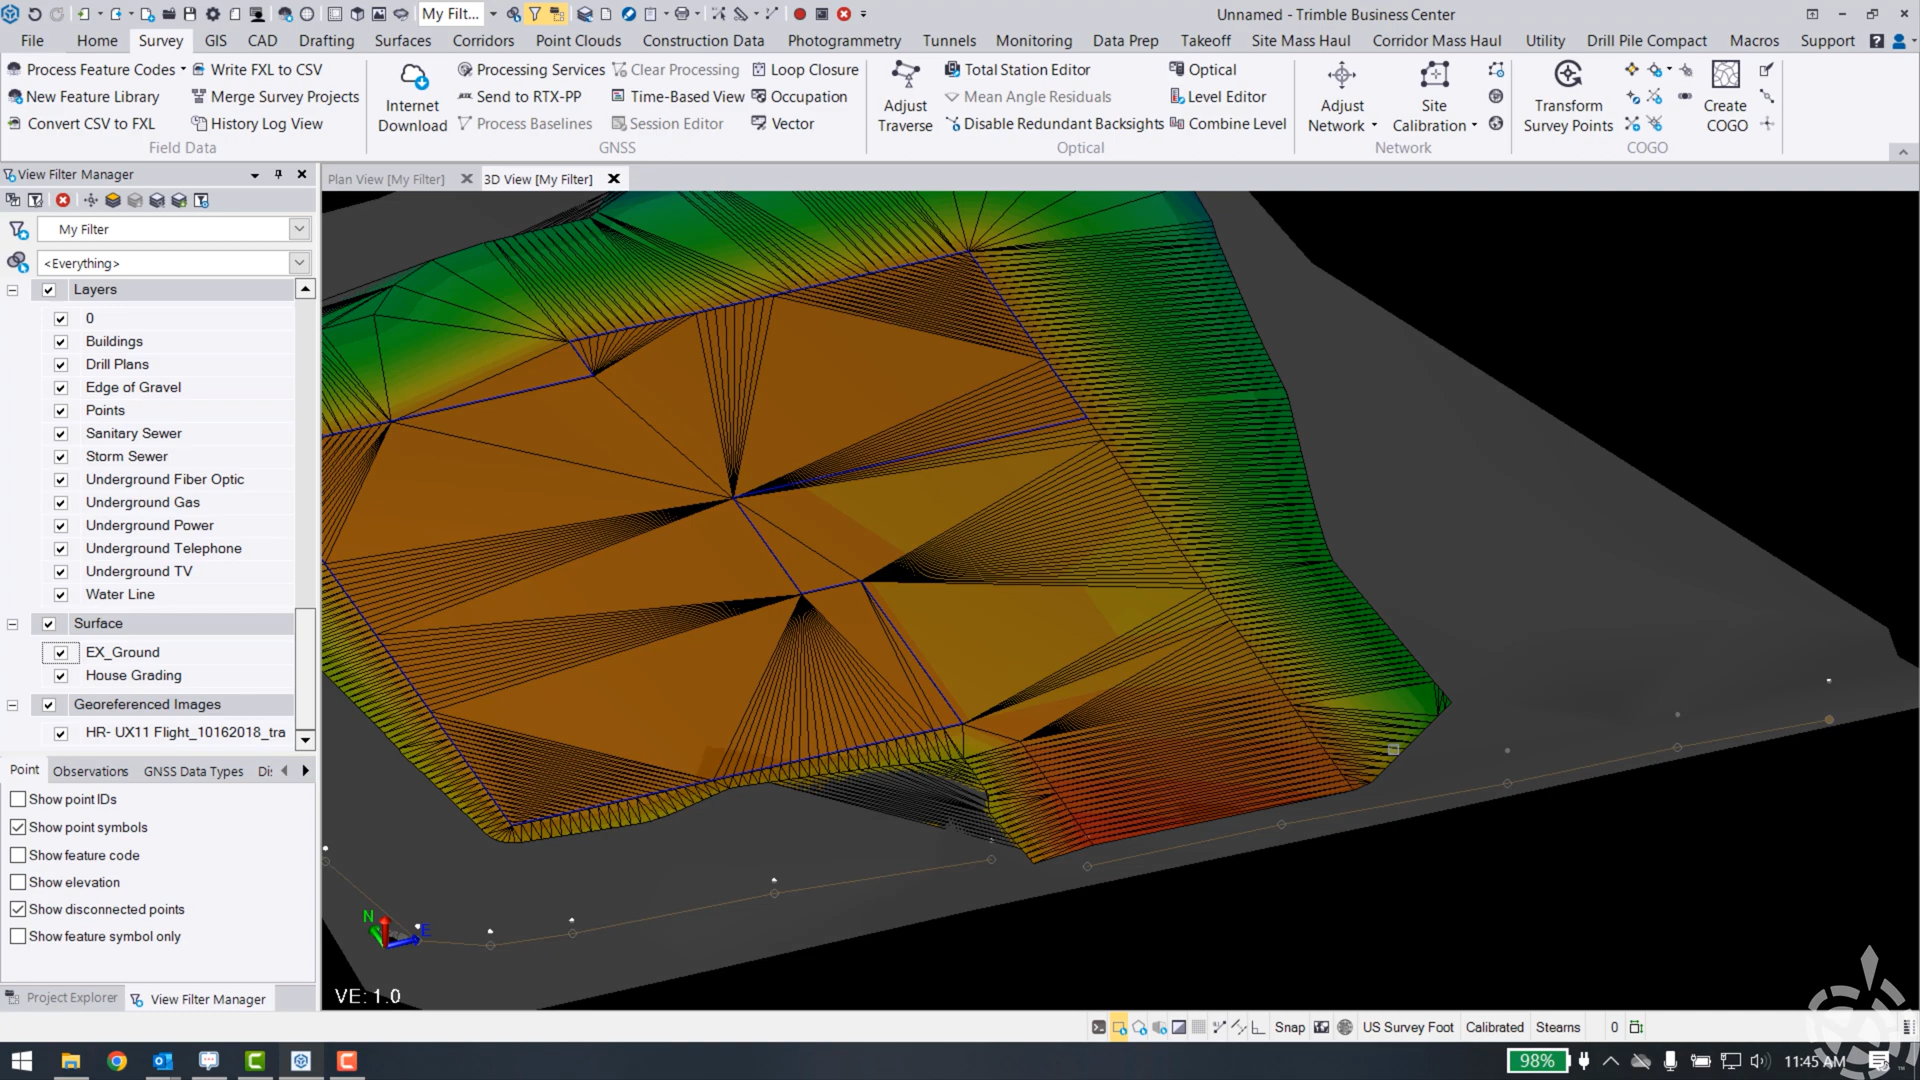 My Filt...
Unnamed - Trimble Business Center
File Home Survey GIS CAD Drafting Surfaces Corridors Point Clouds Construction Data Photogrammetry Tunnels Monitoring Data Prep Takeoff Site Mass Haul Corridor Mass Haul Utility Drill Pile Compact Macros Support
Process Feature Codes Write FXL to CSV
New Feature Library Merge Survey Projects
Convert CSV to FXL History Log View
Field Data
Internet
Download
Processing Services Clear Processing Loop Closure
Send to RTX-PP Time-Based View Occupation
Process Baselines Session Editor Vector
GNSS
Adjust
Traverse
Total Station Editor Optical
Mean Angle Residuals Level Editor
Disable Redundant Backsights Combine Level
Optical
Adjust
Network
Site
Calibration
Network
Transform
Survey Points
Create
COGO
COGO
View Filter Manager
Plan View [My Filter] 3D View [My Filter]
My Filter
<Everything>
Layers
0
Buildings
Drill Plans
Edge of Gravel
Points
Sanitary Sewer
Storm Sewer
Underground Fiber Optic
Underground Gas
Underground Power
Underground Telephone
Underground TV
Water Line
Surface
EX_Ground
House Grading
Georeferenced Images
HR- UX11 Flight_10162018_tra
Point Observations GNSS Data Types Di:
Show point IDs
Show point symbols
Show feature code
Show elevation
Show disconnected points
Show feature symbol only
Project Explorer View Filter Manager
N
E
VE: 1.0
Snap US Survey Foot Calibrated Stearns 0
98% 11:45 AM